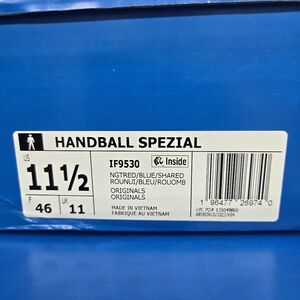 HANDBALL SPEZIAL
US
11½
F
46
UK
11
IF9530
Inside
NGTRED/BLUE/SHARED
ROUNUI/BLEU/ROUOMB
ORIGINALS
ORIGINALS
MADE IN VIETNAM
FABRIQUÉ AU VIETNAM
1 96477 26974 0